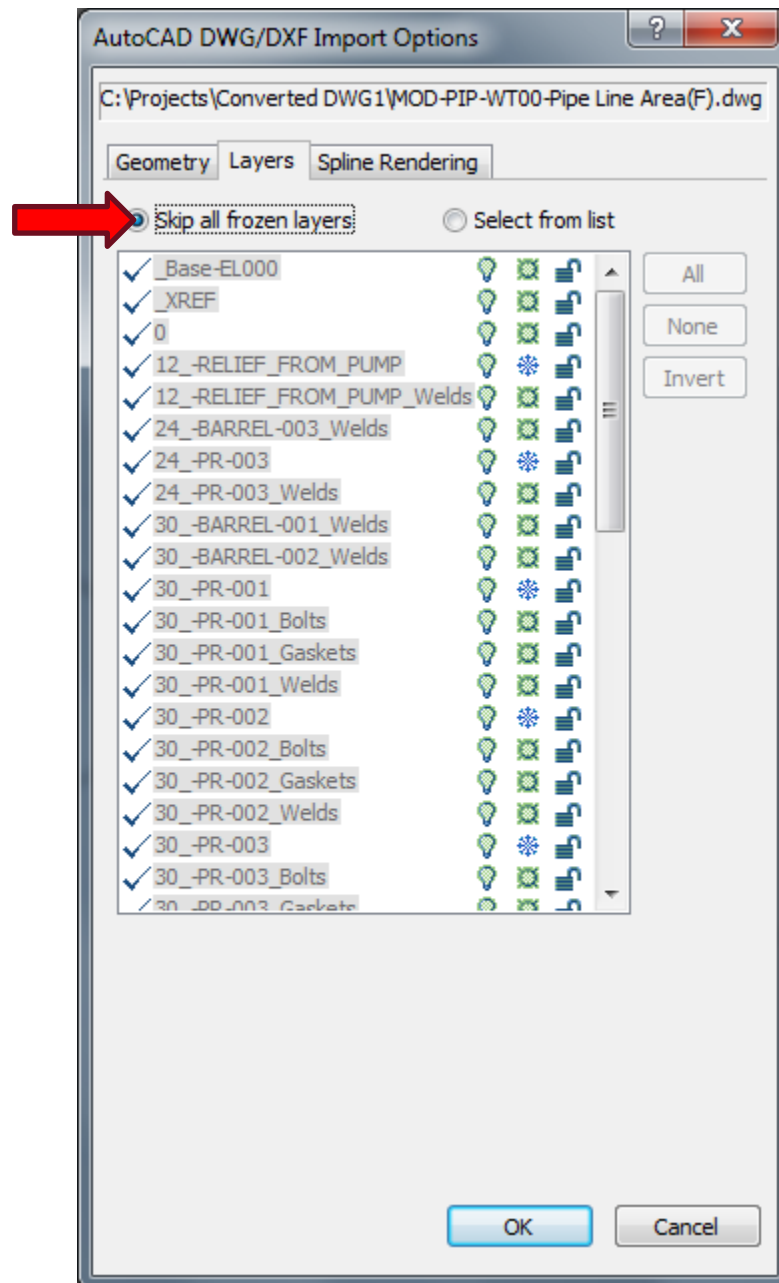 AutoCAD DWG/DXF Import Options
C:\Projects\Converted DWG1\MOD-PIP-WT00-Pipe Line Area(F).dwg
Geometry Layers Spline Rendering
Skip all frozen layers Select from list
_Base-EL000
_XREF
0
12_-RELIEF_FROM_PUMP
12_-RELIEF_FROM_PUMP_Welds
24_-BARREL-003_Welds
24_-PR-003
24_-PR-003_Welds
30_-BARREL-001_Welds
30_-BARREL-002_Welds
30_-PR-001
30_-PR-001_Bolts
30_-PR-001_Gaskets
30_-PR-001_Welds
30_-PR-002
30_-PR-002_Bolts
30_-PR-002_Gaskets
30_-PR-002_Welds
30_-PR-003
30_-PR-003_Bolts
30_-PR-003_Gaskets
All
None
Invert
OK Cancel